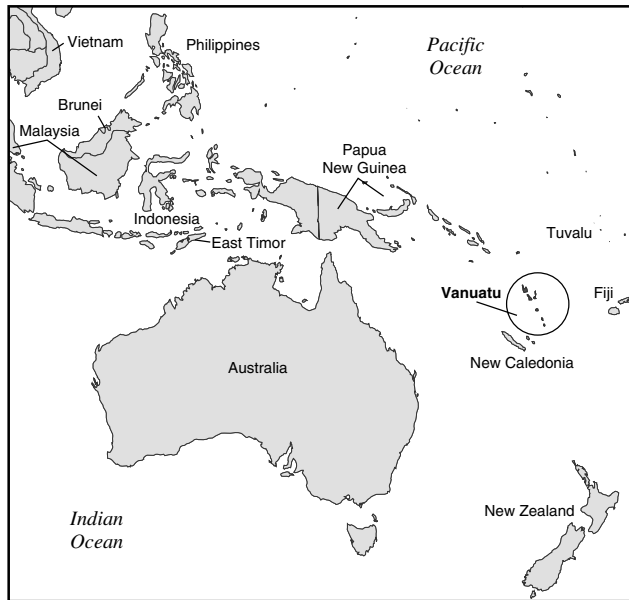 Vietnam
Philippines
Pacific
Ocean
Brunei
Malaysia
Papua
New Guinea
Indonesia
East Timor
Tuvalu
Vanuatu
Fiji
New Caledonia
Australia
New Zealand
Indian
Ocean